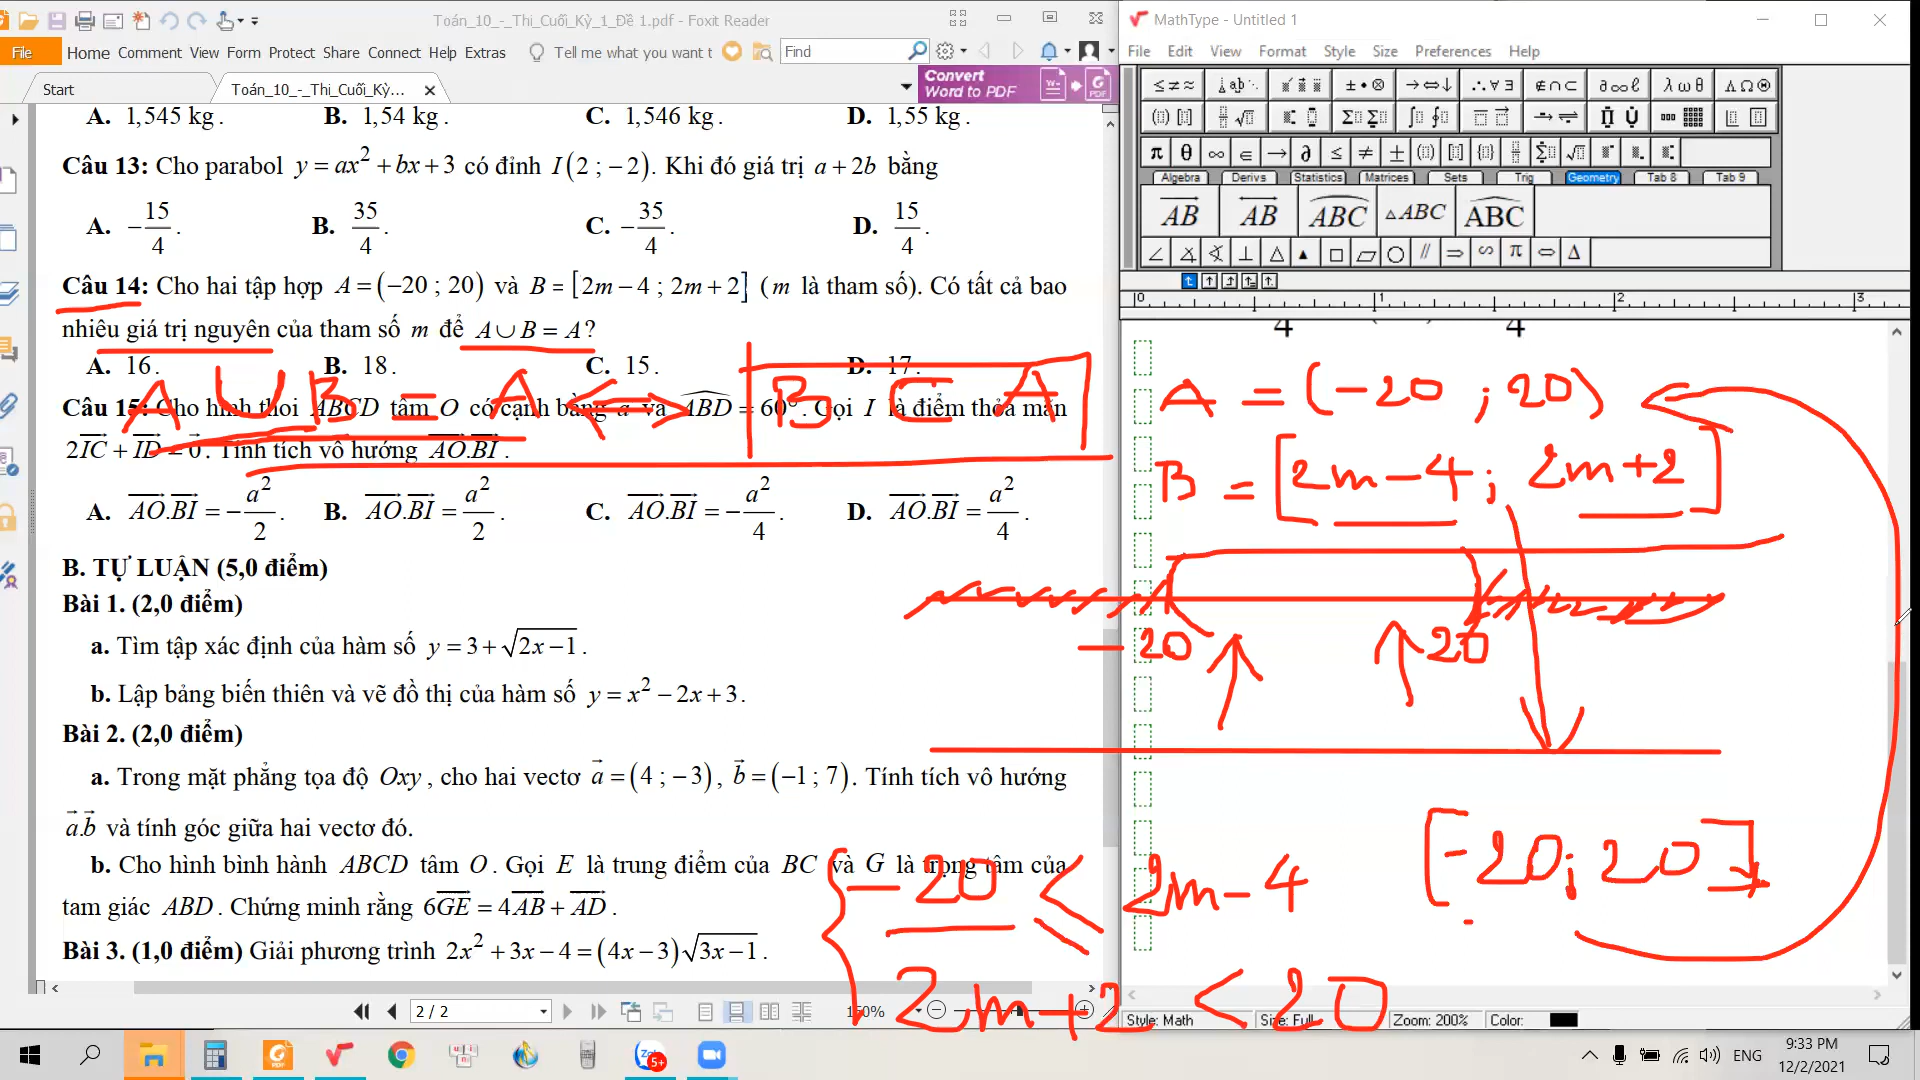 Toán_10_-_Thi_Cuối_Kỳ_1_Đề 1.pdf - Foxit Reader
File Home Comment View Form Protect Share Connect Help Extras Tell me what you want t Find
Start Toán_10_-_Thi_Cuối_Kỳ... Convert Word to PDF
A. 1,545 kg. B. 1,54 kg. C. 1,546 kg. D. 1,55 kg.
Câu 13: Cho parabol y = ax² + bx + 3 có đỉnh I(2 ; −2). Khi đó giá trị a + 2b bằng
A. −15/4. B. 35/4. C. −35/4. D. 15/4.
Câu 14: Cho hai tập hợp A = (−20 ; 20) và B = [2m − 4 ; 2m + 2] (m là tham số). Có tất cả bao
nhiêu giá trị nguyên của tham số m để A ∪ B = A?
A. 16. B. 18. C. 15. D. 17.
A ∪ B = A ⟺ B ⊂ A
Câu 15: Cho hình thoi ABCD tâm O có cạnh bằng a và ABD = 60°. Gọi I là điểm thỏa mãn
2IC + ID = 0. Tính tích vô hướng AO.BI.
A. AO.BI = −a²/2. B. AO.BI = a²/2. C. AO.BI = −a²/4. D. AO.BI = a²/4.
B. TỰ LUẬN (5,0 điểm)
Bài 1. (2,0 điểm)
a. Tìm tập xác định của hàm số y = 3 + √(2x − 1).
b. Lập bảng biến thiên và vẽ đồ thị của hàm số y = x² − 2x + 3.
Bài 2. (2,0 điểm)
a. Trong mặt phẳng tọa độ Oxy, cho hai vectơ a = (4 ; −3), b = (−1 ; 7). Tính tích vô hướng
a.b và tính góc giữa hai vectơ đó.
b. Cho hình bình hành ABCD tâm O. Gọi E là trung điểm của BC và G là trọng tâm của
tam giác ABD. Chứng minh rằng 6GE = 4AB + AD.
Bài 3. (1,0 điểm) Giải phương trình 2x² + 3x − 4 = (4x − 3)√(3x − 1).
−20 ≤ 2m − 4
2m + 2 < 20
2 / 2 150%
MathType - Untitled 1
File Edit View Format Style Size Preferences Help
Algebra Derivs Statistics Matrices Sets Trig Geometry Tab 8 Tab 9
AB AB ABC △ABC ABC
0 1 2 3
4 4
A = (−20 ; 20)
B = [2m − 4 ; 2m + 2]
−20 20
[−20 ; 20]
Style: Math Size: Full Zoom: 200% Color:
5+
ENG 9:33 PM
12/2/2021